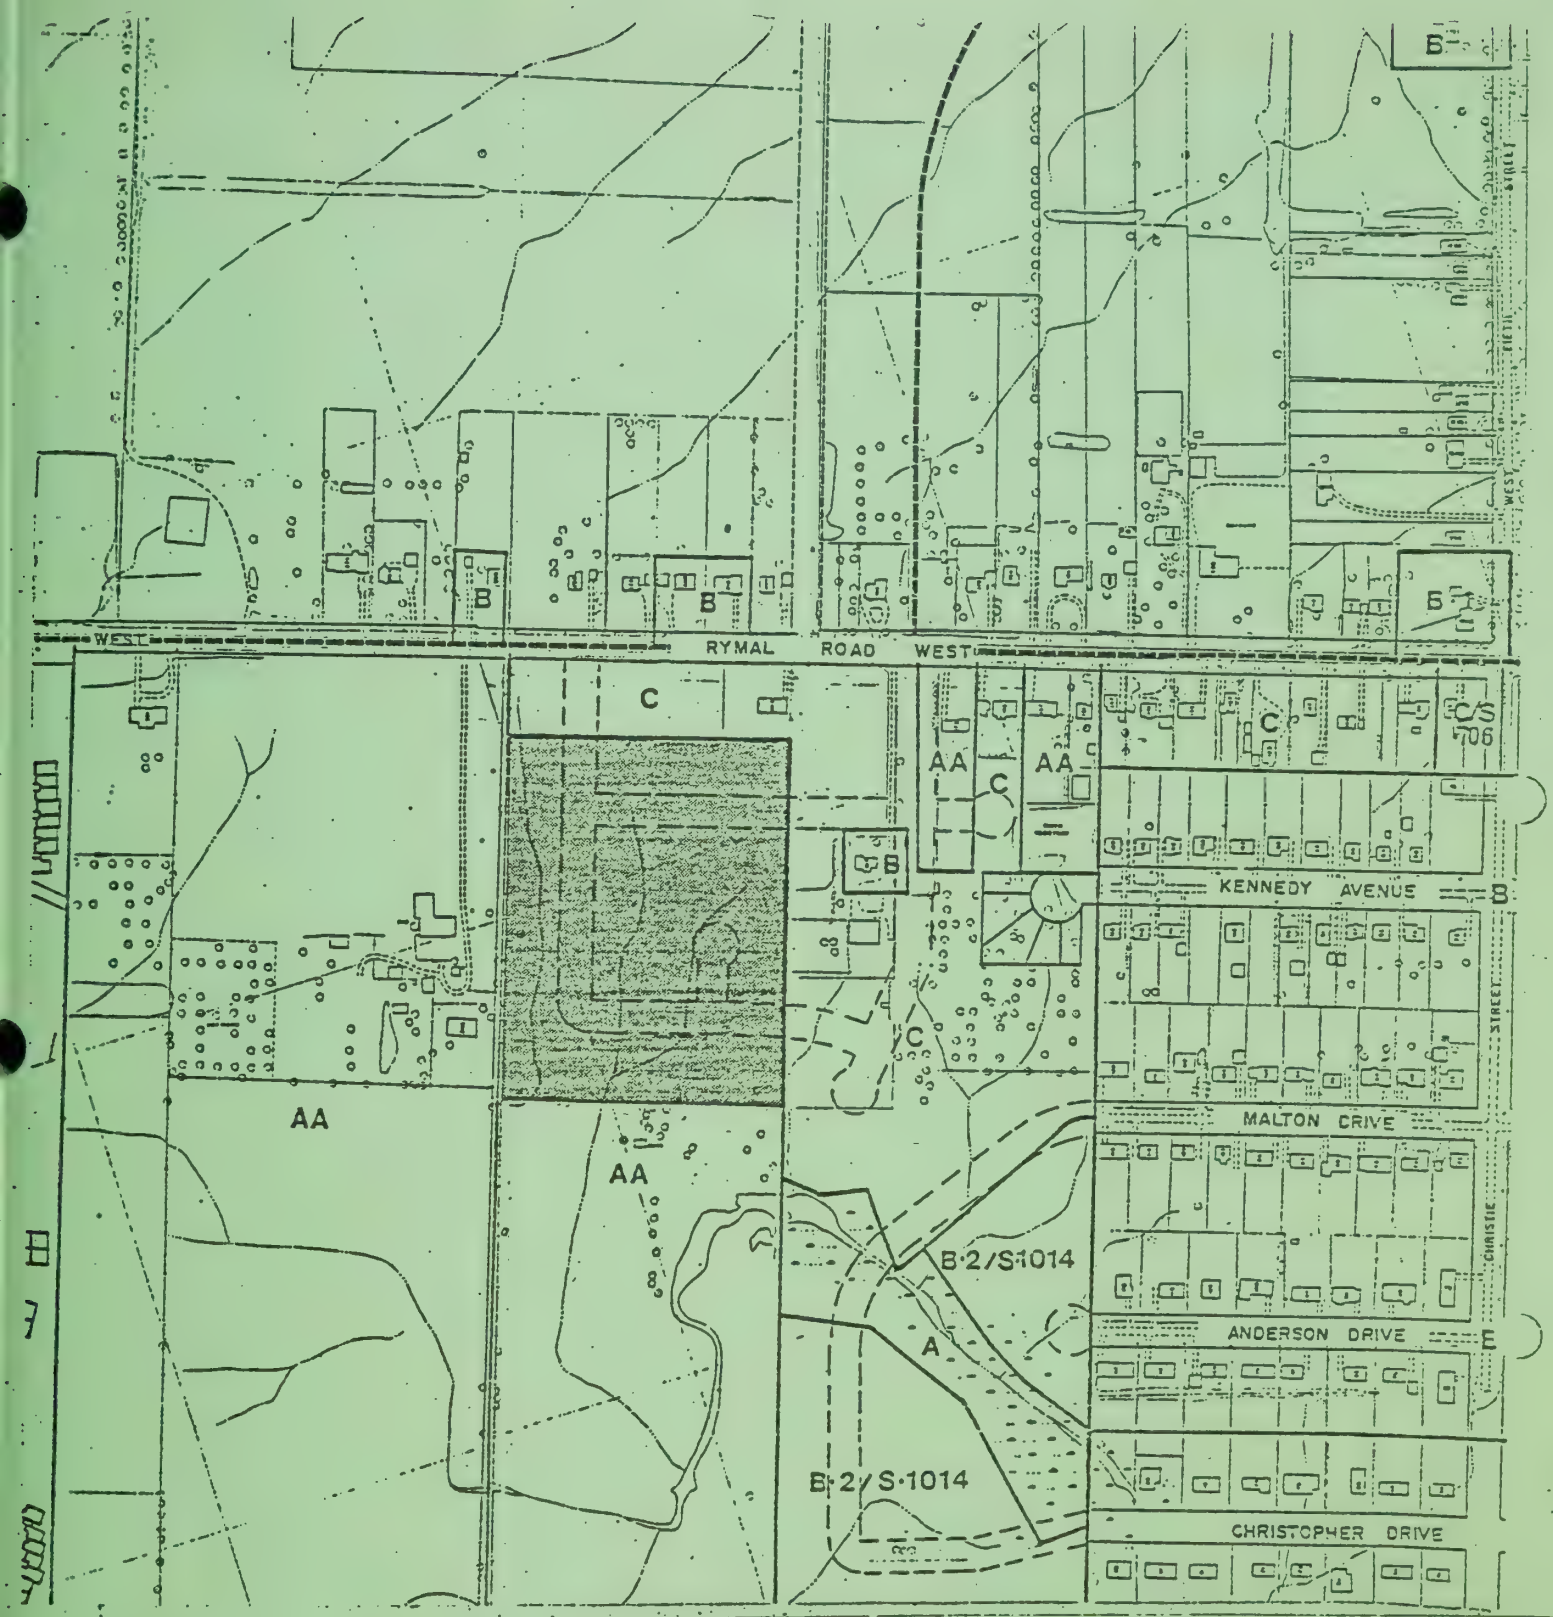 B
STREET
FIFTH
WEST
B
B
B
WEST
RYMAL ROAD WEST
C
C
C/S
706
AA
C
AA
B
KENNEDY AVENUE
B
C
AA
MALTON DRIVE
STREET
AA
CHRISTIE
B-2/S-1014
A
ANDERSON DRIVE
E
B-2/S-1014
CHRISTOPHER DRIVE